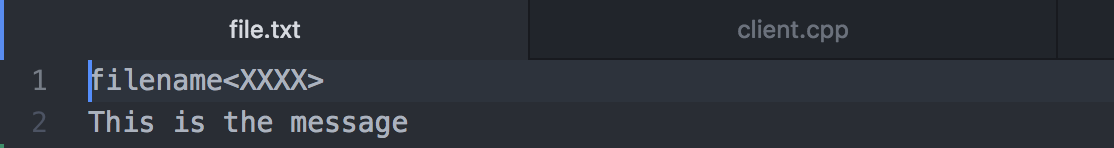 file.txt client.cpp
1 filename<XXXX>
2 This is the message